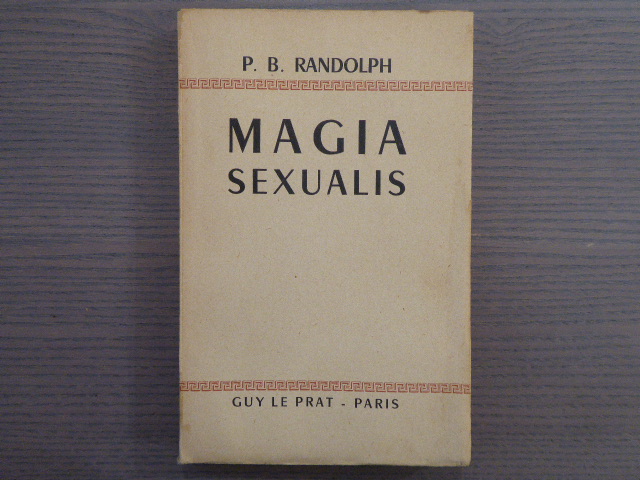 P. B. RANDOLPH
MAGIA
SEXUALIS
GUY LE PRAT - PARIS